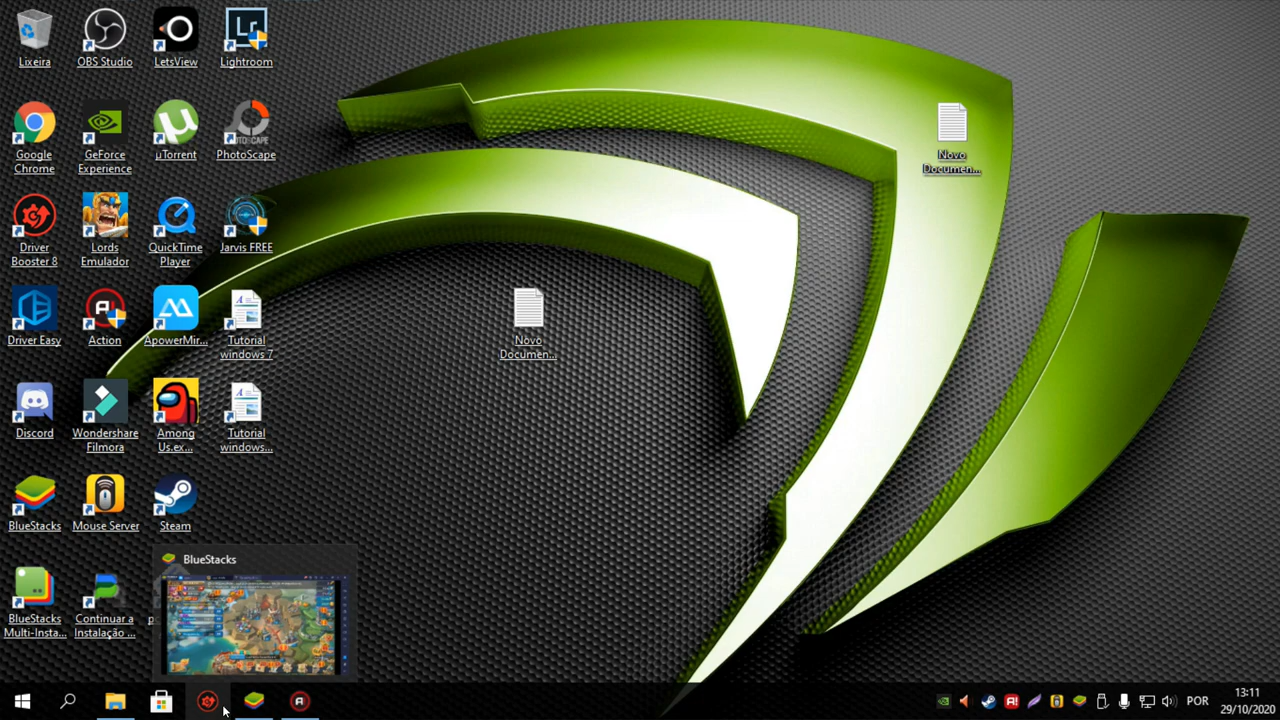 Lixeira
OBS Studio
LetsView
Lightroom
Google
Chrome
GeForce
Experience
µTorrent
PhotoScape
Driver
Booster 8
Lords
Emulador
QuickTime
Player
Jarvis FREE
Driver Easy
Action
ApowerMir...
Tutorial
windows 7
Discord
Wondershare
Filmora
Among
Us.ex...
Tutorial
windows...
BlueStacks
Mouse Server
Steam
BlueStacks
Multi-Insta...
Continuar a
Instalação ...
Novo
Documen...
Novo
Documen...
BlueStacks
POR
13:11
29/10/2020